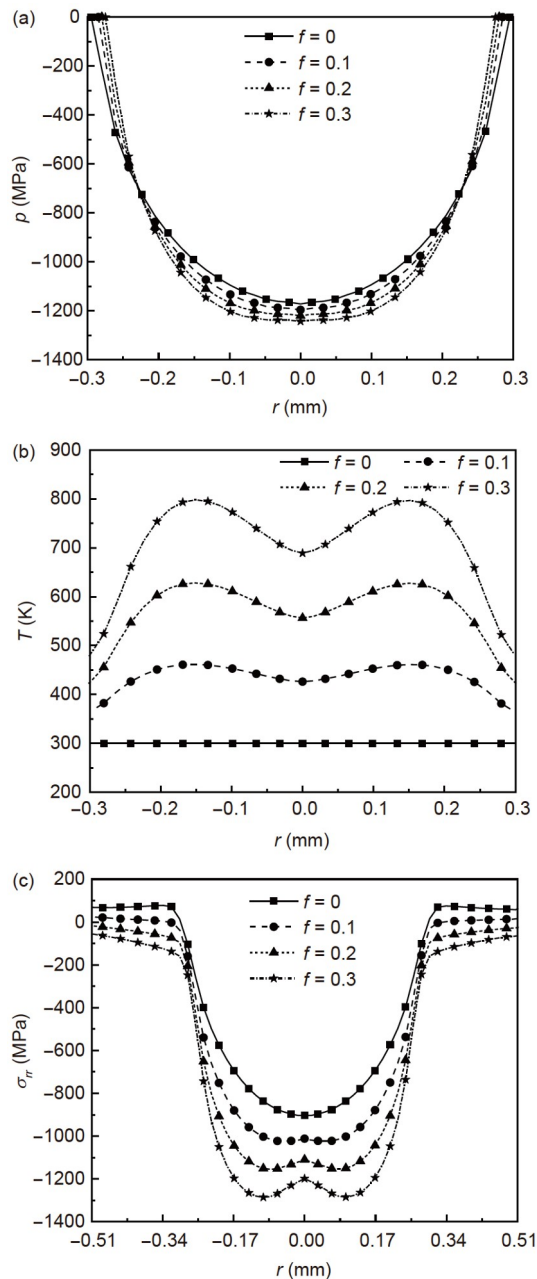 (a)
0
−200
−400
−600
−800
−1000
−1200
−1400
p (MPa)
f = 0
f = 0.1
f = 0.2
f = 0.3
−0.3 −0.2 −0.1 0.0 0.1 0.2 0.3
r (mm)
(b)
900
800
700
600
500
400
300
200
T (K)
f = 0 f = 0.1
f = 0.2 f = 0.3
−0.3 −0.2 −0.1 0.0 0.1 0.2 0.3
r (mm)
(c)
200
0
−200
−400
−600
−800
−1000
−1200
−1400
σrr (MPa)
f = 0
f = 0.1
f = 0.2
f = 0.3
−0.51 −0.34 −0.17 0.00 0.17 0.34 0.51
r (mm)